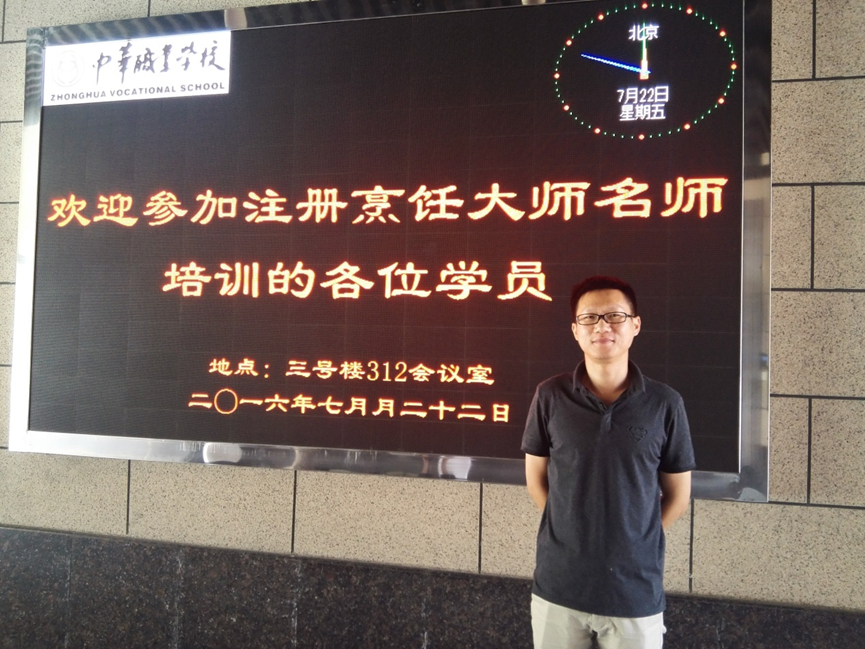 中華職業學校
ZHONGHUA VOCATIONAL SCHOOL
北京
7月22日
星期五
欢迎参加注册烹饪大师名师
培训的各位学员
地点：三号楼312会议室
二〇一六年七月月二十二日